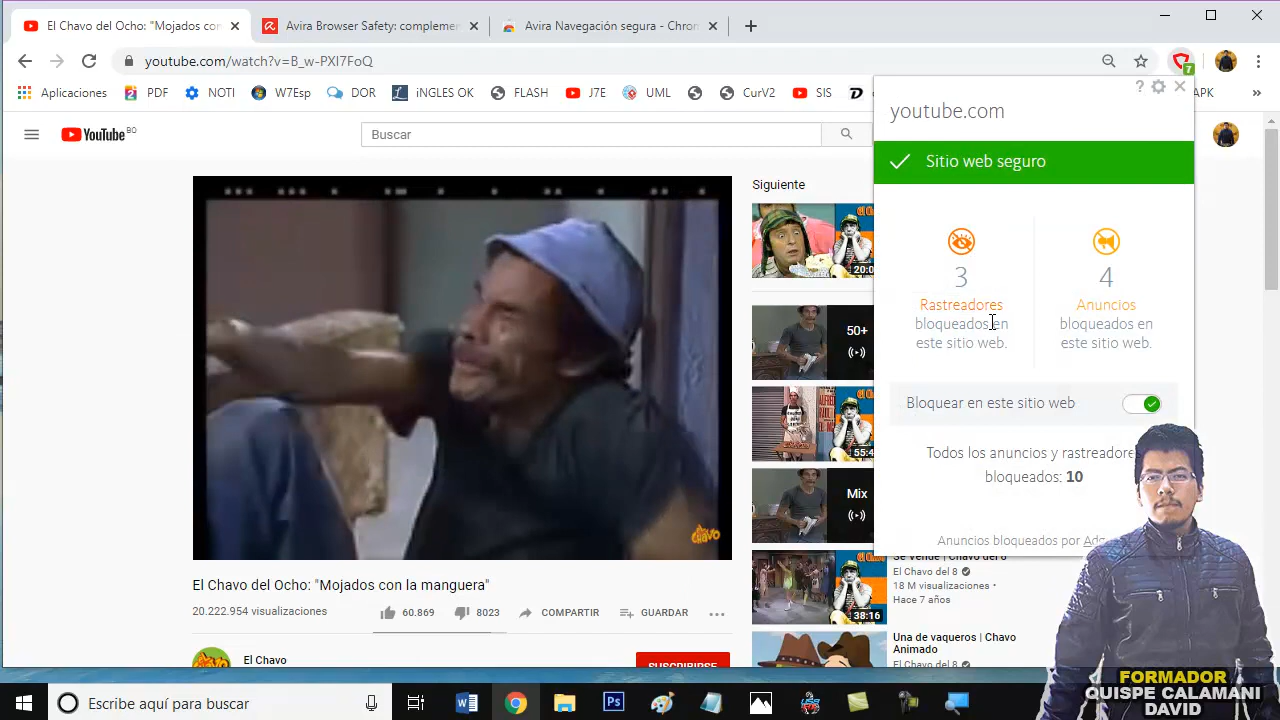 El Chavo del Ocho: "Mojados con
Avira Browser Safety: complemen
Avira Navegación segura - Chrom
youtube.com/watch?v=B_w-PXI7FoQ
7
Aplicaciones
2 PDF
NOTI
W7Esp
DOR
iNGLES G
FLASH
J7E
UML
CurV2
SIS
D
APK
»
?
youtube.com
YouTube BO
Buscar
Sitio web seguro
Siguiente
3
Rastreadores
bloqueados en
este sitio web.
4
Anuncios
bloqueados en
este sitio web.
20:0
50+
Bloquear en este sitio web
55:4
Todos los anuncios y rastreadore
bloqueados: 10
Mix
CHAVO
Anuncios bloqueados por
El Chavo del Ocho: "Mojados con la manguera"
20.222.954 visualizaciones
60.869
8023
COMPARTIR
GUARDAR
Se Vende | Chavo del 8
El Chavo del 8
18 M visualizaciones •
Hace 7 años
38:16
Una de vaqueros | Chavo
Animado
El Chavo del 8
El Chavo
SUSCRIBIRSE
Escribe aquí para buscar
FORMADOR
QUISPE CALAMANI
DAVID